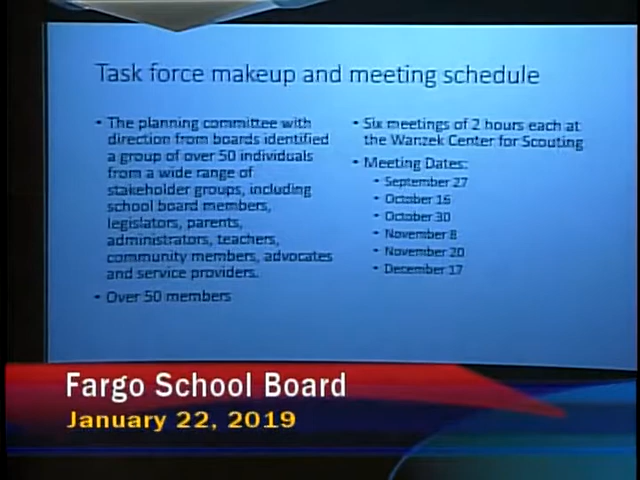 Task force makeup and meeting schedule
• The planning committee with
direction from boards identified
a group of over 50 individuals
from a wide range of
stakeholder groups, including
school board members,
legislators, parents,
administrators, teachers,
community members, advocates
and service providers.
• Over 50 members
• Six meetings of 2 hours each at
the Wanzek Center for Scouting
• Meeting Dates:
• September 27
• October 16
• October 30
• November 8
• November 20
• December 17
Fargo School Board
January 22, 2019